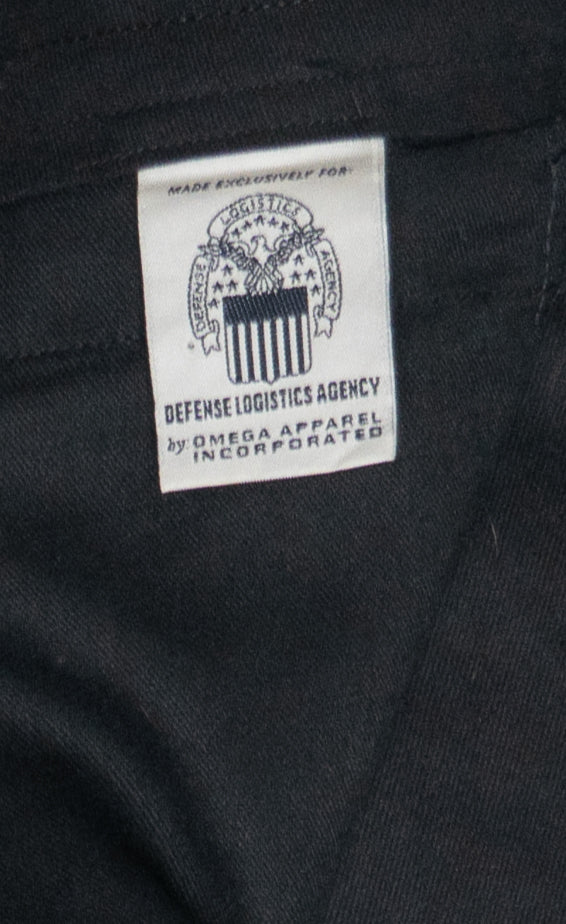 MADE EXCLUSIVELY FOR:
LOGISTICS
DEFENSE
AGENCY
DEFENSE LOGISTICS AGENCY
by: OMEGA APPAREL
INCORPORATED